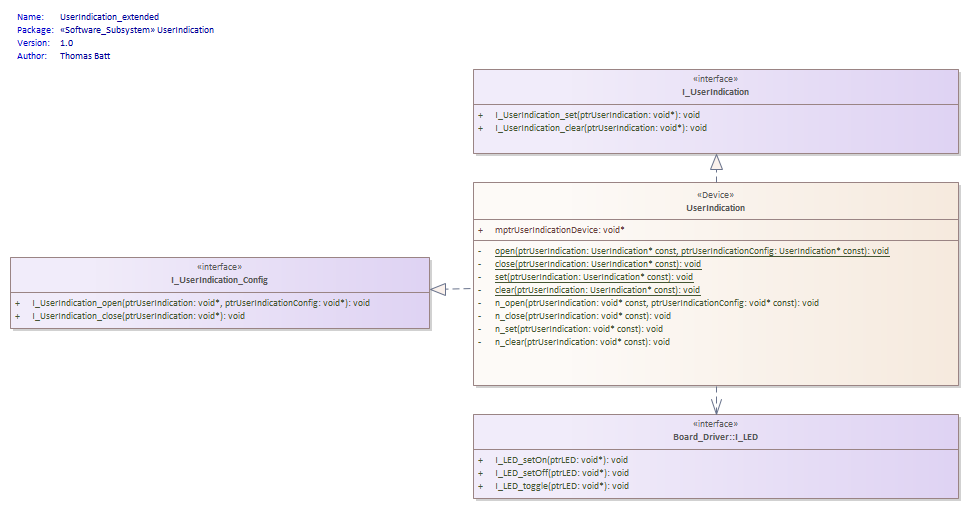 Name: UserIndication_extended
Package: «Software_Subsystem» UserIndication
Version: 1.0
Author: Thomas Batt
«interface»
I_UserIndication
+ I_UserIndication_set(ptrUserIndication: void*): void
+ I_UserIndication_clear(ptrUserIndication: void*): void
«Device»
UserIndication
+ mptrUserIndicationDevice: void*
- open(ptrUserIndication: UserIndication* const, ptrUserIndicationConfig: UserIndication* const): void
- close(ptrUserIndication: UserIndication* const): void
- set(ptrUserIndication: UserIndication* const): void
- clear(ptrUserIndication: UserIndication* const): void
- n_open(ptrUserIndication: void* const, ptrUserIndicationConfig: void* const): void
- n_close(ptrUserIndication: void* const): void
- n_set(ptrUserIndication: void* const): void
- n_clear(ptrUserIndication: void* const): void
«interface»
I_UserIndication_Config
+ I_UserIndication_open(ptrUserIndication: void*, ptrUserIndicationConfig: void*): void
+ I_UserIndication_close(ptrUserIndication: void*): void
«interface»
Board_Driver::I_LED
+ I_LED_setOn(ptrLED: void*): void
+ I_LED_setOff(ptrLED: void*): void
+ I_LED_toggle(ptrLED: void*): void